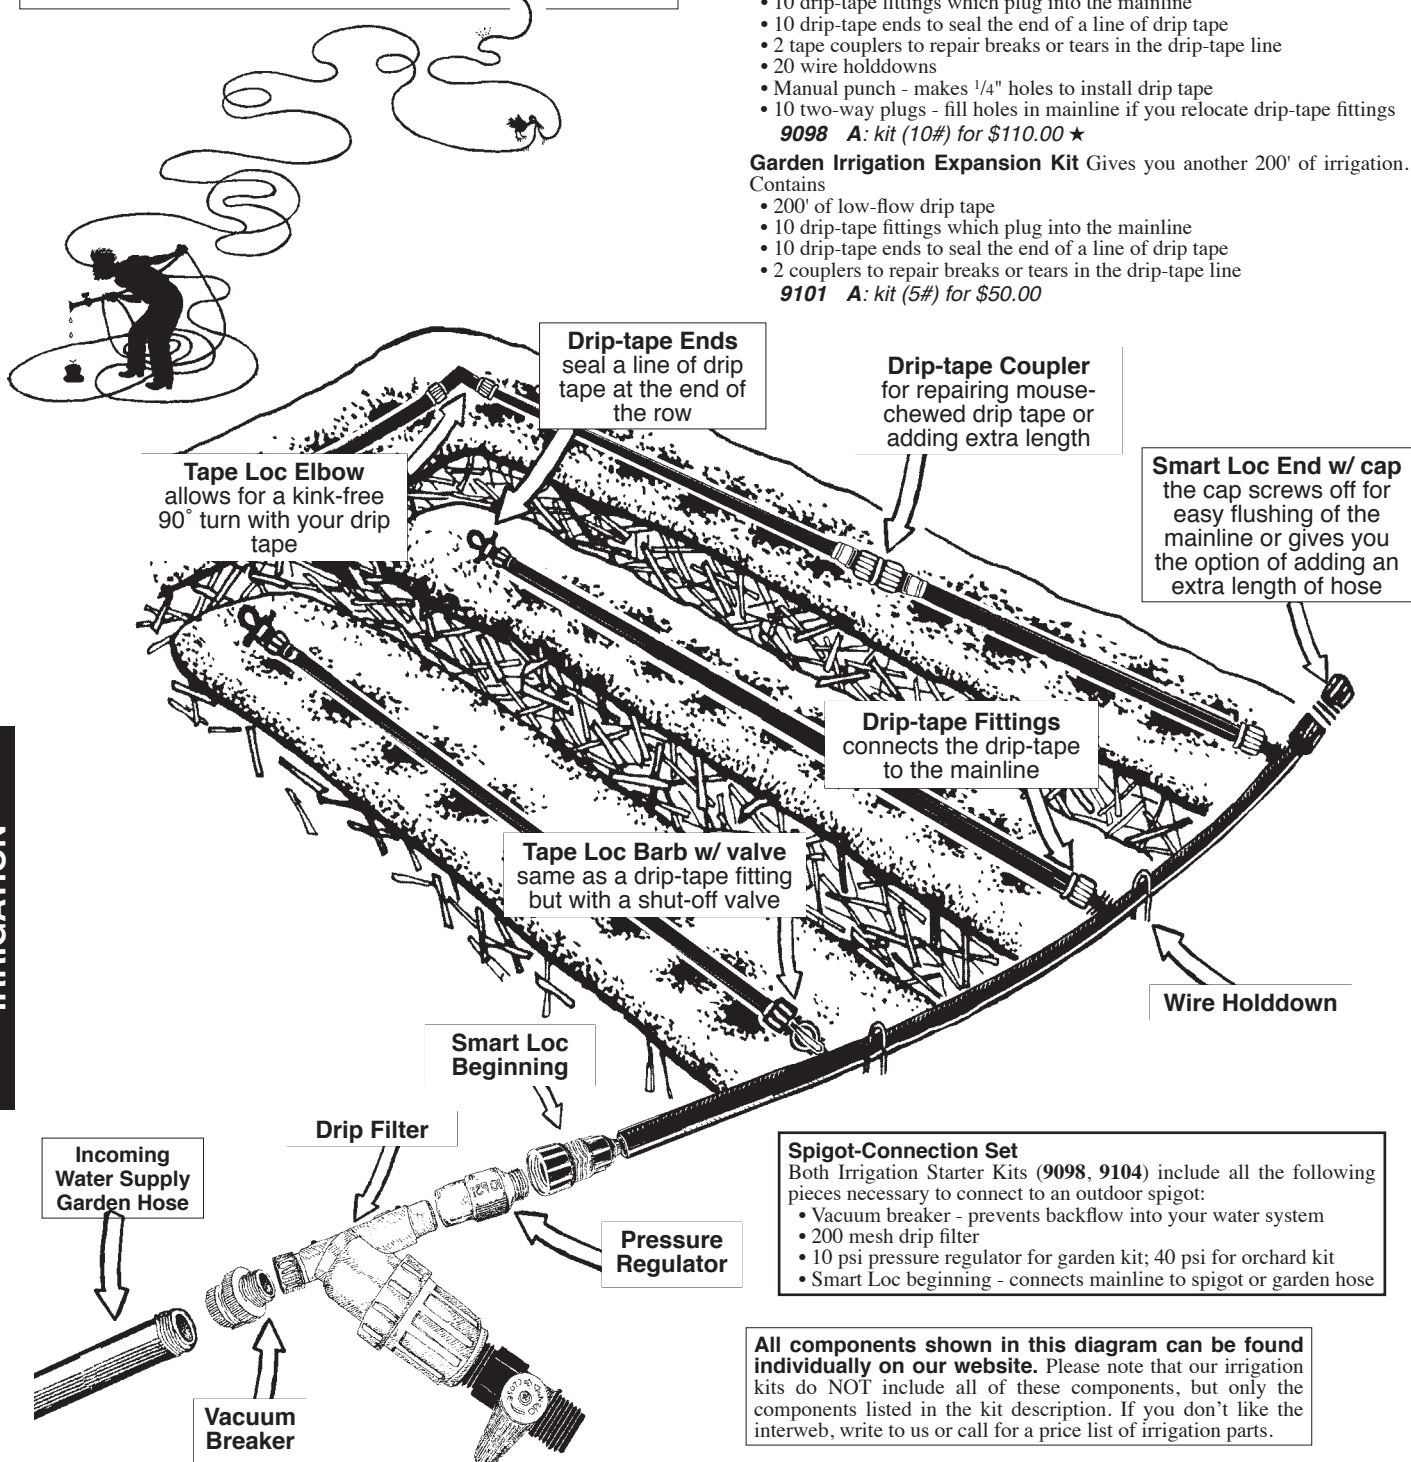 • 10 drip-tape fittings which plug into the mainline
• 10 drip-tape ends to seal the end of a line of drip tape
• 2 tape couplers to repair breaks or tears in the drip-tape line
• 20 wire holddowns
• Manual punch - makes 1/4" holes to install drip tape
• 10 two-way plugs - fill holes in mainline if you relocate drip-tape fittings
9098 A: kit (10#) for $110.00 ★
Garden Irrigation Expansion Kit Gives you another 200' of irrigation.
Contains
• 200' of low-flow drip tape
• 10 drip-tape fittings which plug into the mainline
• 10 drip-tape ends to seal the end of a line of drip tape
• 2 couplers to repair breaks or tears in the drip-tape line
9101 A: kit (5#) for $50.00
Drip-tape Ends
seal a line of drip
tape at the end of
the row
Drip-tape Coupler
for repairing mouse-
chewed drip tape or
adding extra length
Tape Loc Elbow
allows for a kink-free
90˚ turn with your drip
tape
Smart Loc End w/ cap
the cap screws off for
easy flushing of the
mainline or gives you
the option of adding an
extra length of hose
Drip-tape Fittings
connects the drip-tape
to the mainline
Tape Loc Barb w/ valve
same as a drip-tape fitting
but with a shut-off valve
Wire Holddown
Smart Loc
Beginning
Drip Filter
Incoming
Water Supply
Garden Hose
Pressure
Regulator
Vacuum
Breaker
Spigot-Connection Set
Both Irrigation Starter Kits (9098, 9104) include all the following
pieces necessary to connect to an outdoor spigot:
• Vacuum breaker - prevents backflow into your water system
• 200 mesh drip filter
• 10 psi pressure regulator for garden kit; 40 psi for orchard kit
• Smart Loc beginning - connects mainline to spigot or garden hose
All components shown in this diagram can be found
individually on our website. Please note that our irrigation
kits do NOT include all of these components, but only the
components listed in the kit description. If you don't like the
interweb, write to us or call for a price list of irrigation parts.